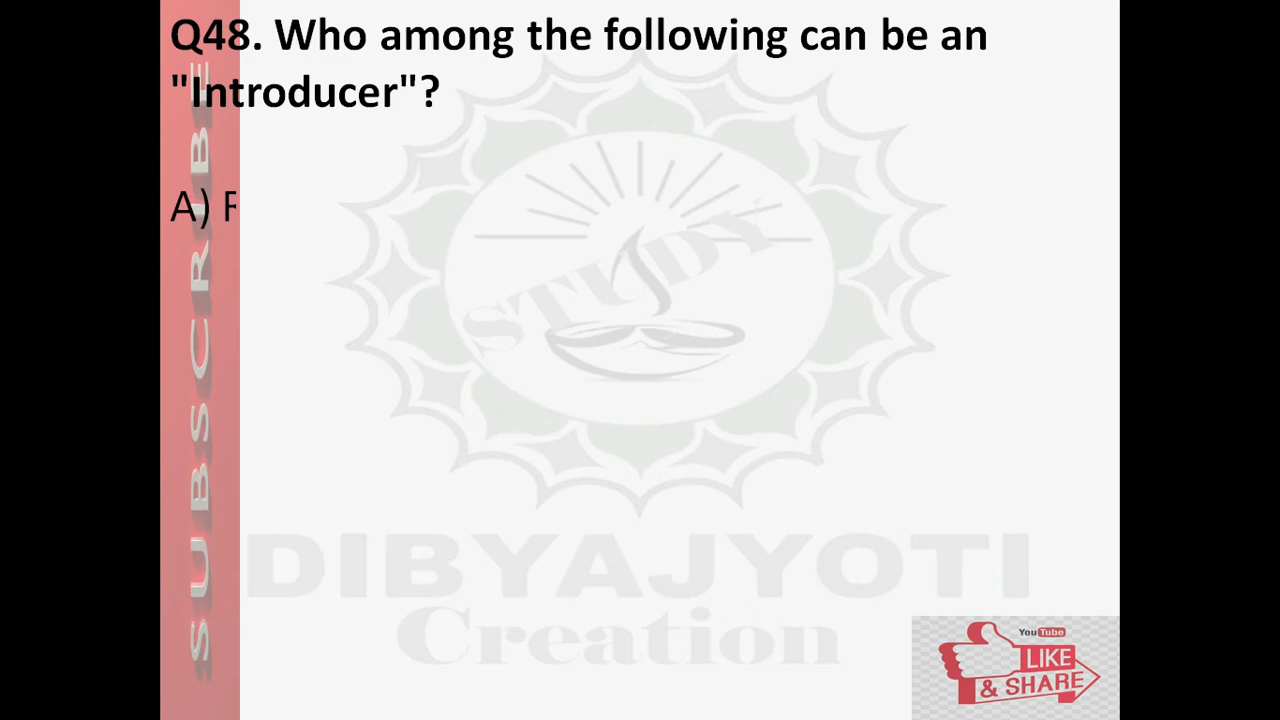 Q48. Who among the following can be an
"Introducer"?
A) F
SUBSCRIBE
STUDY
DIBYAJYOTI
Creation
YouTube
LIKE
& SHARE